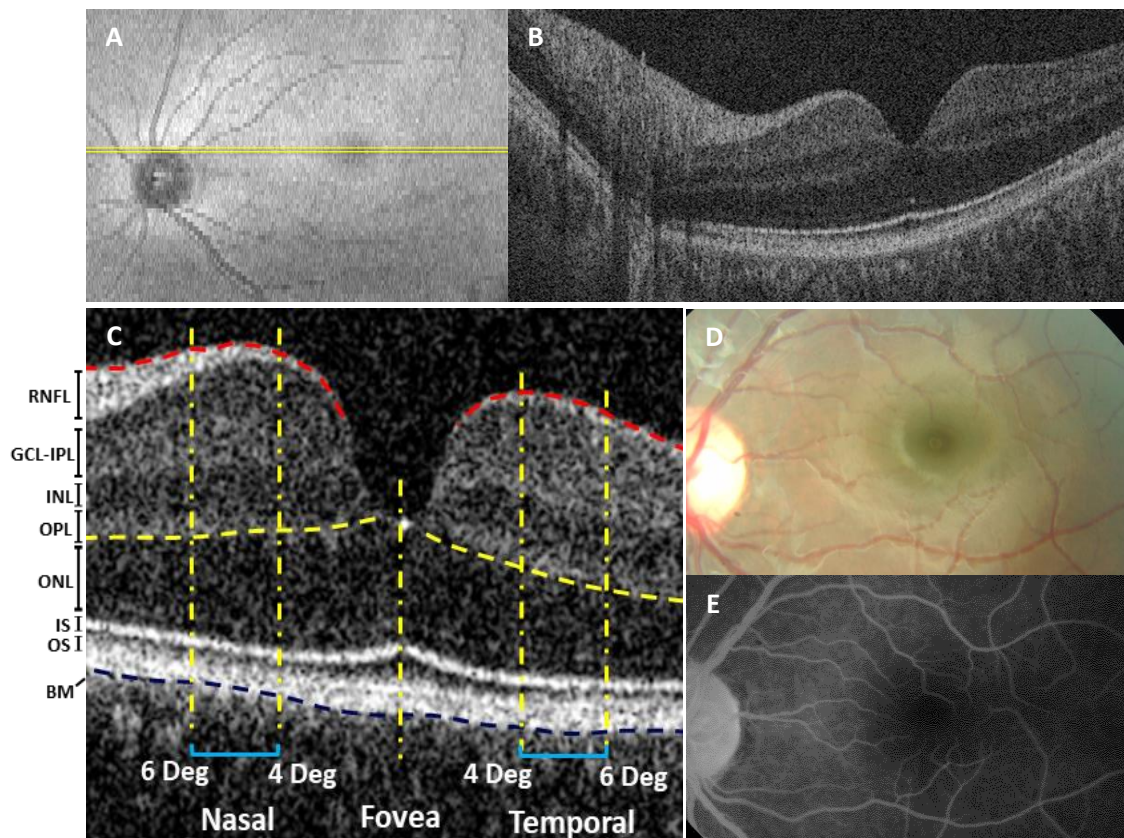 A
B
C
RNFL
GCL-IPL
INL
OPL
ONL
IS
OS
BM
6 Deg
4 Deg
4 Deg
6 Deg
Nasal
Fovea
Temporal
D
E